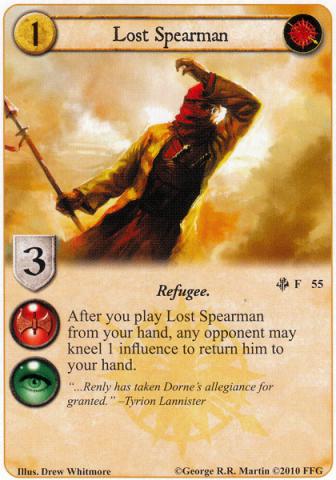 1
Lost Spearman
3
F 55
Refugee.
After you play Lost Spearman
from your hand, any opponent may
kneel 1 influence to return him to
your hand.
"...Renly has taken Dorne's allegiance for
granted." –Tyrion Lannister
Illus. Drew Whitmore ©George R.R. Martin ©2010 FFG